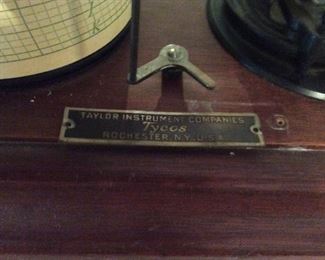 TAYLOR INSTRUMENT COMPANIES
Tycos
ROCHESTER, N.Y. U.S.A.